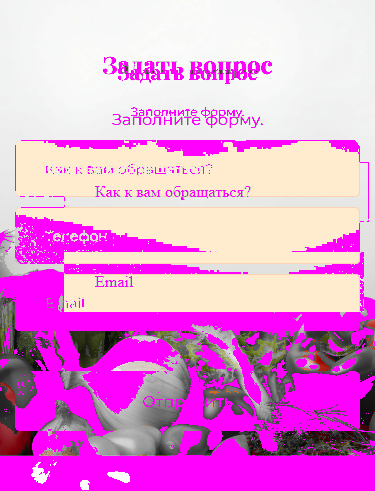 Задать вопрос
Задать вопрос
Заполните форму.
Заполните форму.
Как к вам обращаться?
Как к вам обращаться?
Телефон
Email
Email